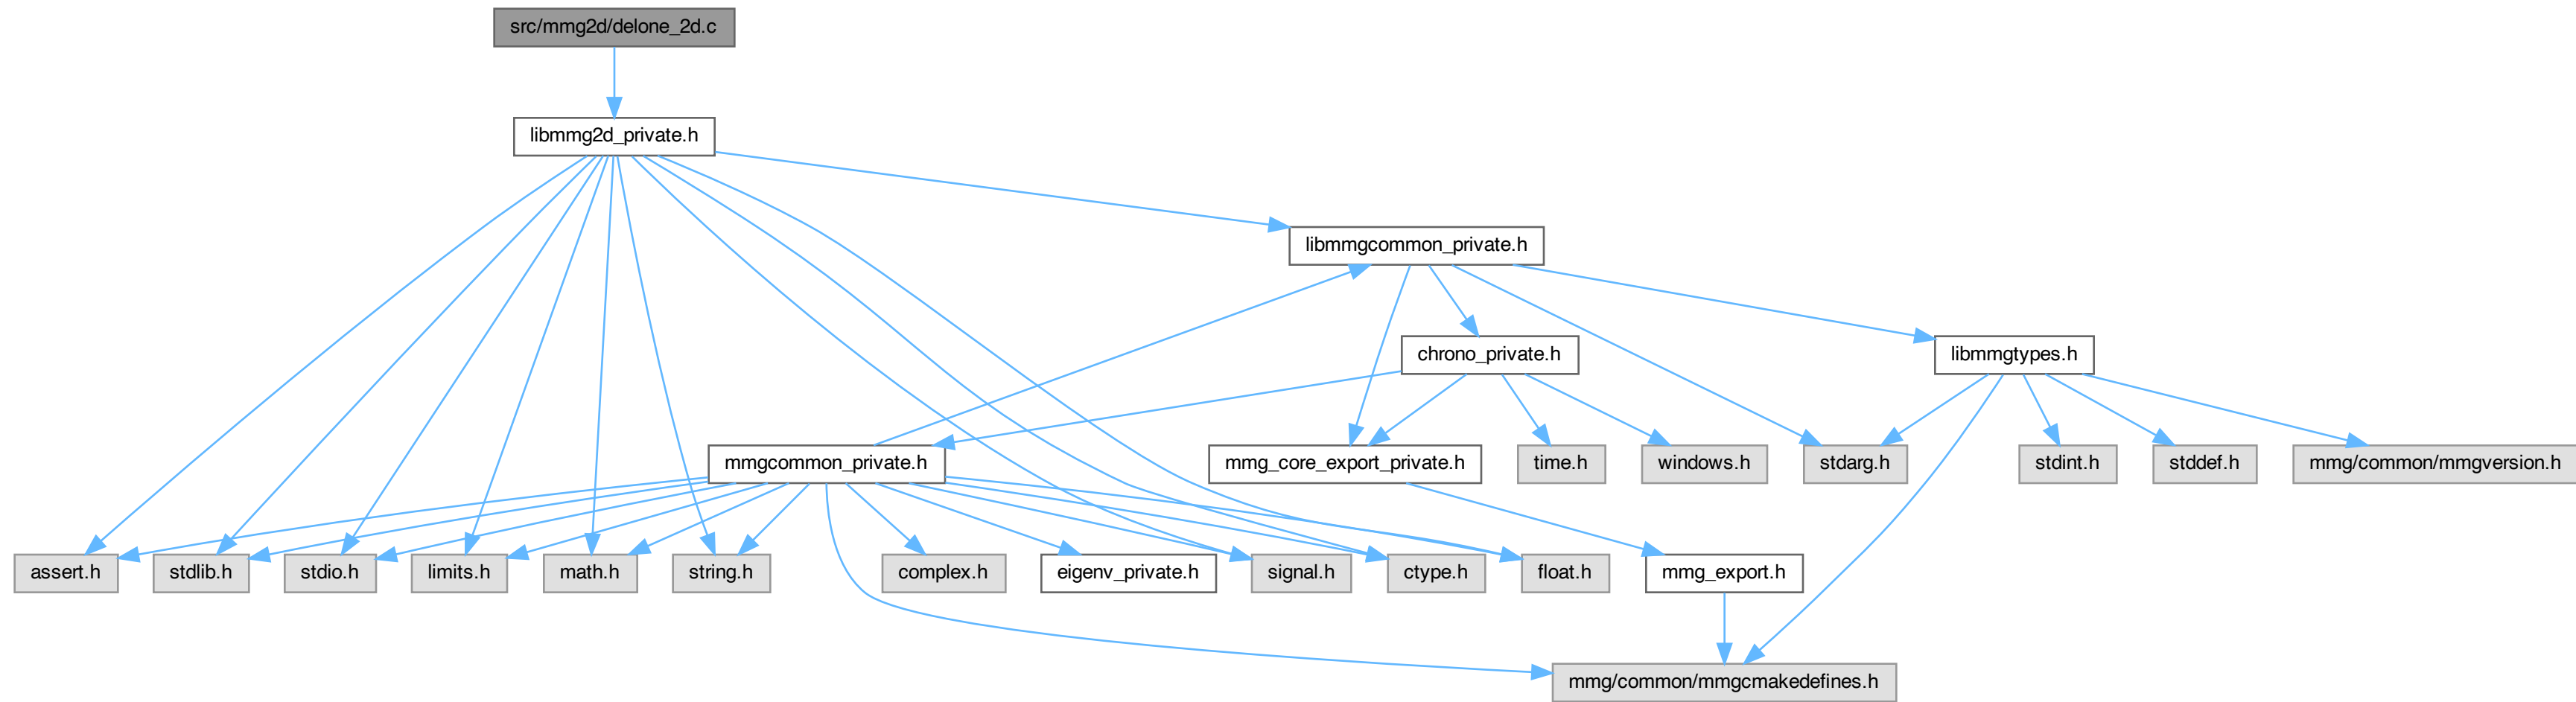 src/mmg2d/delone_2d.c
libmmg2d_private.h
libmmgcommon_private.h
chrono_private.h
libmmgtypes.h
mmgcommon_private.h
mmg_core_export_private.h
time.h
windows.h
stdarg.h
stdint.h
stddef.h
mmg/common/mmgversion.h
assert.h
stdlib.h
stdio.h
limits.h
math.h
string.h
complex.h
eigenv_private.h
signal.h
ctype.h
float.h
mmg_export.h
mmg/common/mmgcmakedefines.h